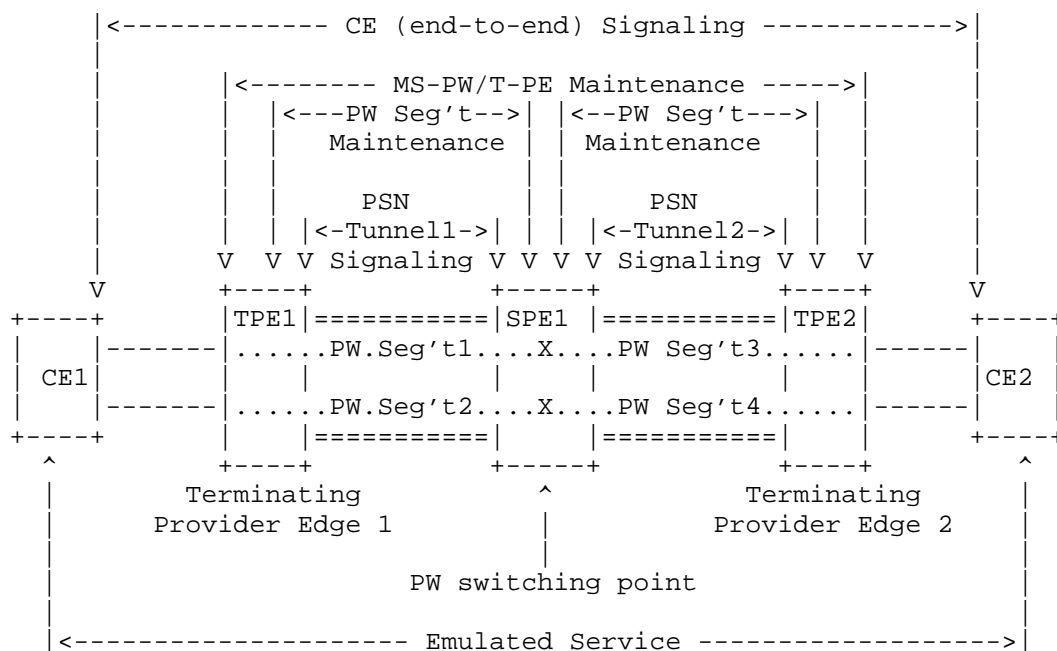 |<------------- CE (end-to-end) Signaling ------------>|
|<-------- MS-PW/T-PE Maintenance ----->|
|<---PW Seg't-->| |<--PW Seg't--->|
Maintenance Maintenance
PSN PSN
|<-Tunnel1->| |<-Tunnel2->|
V V V Signaling V V V V Signaling V V V
V V
|TPE1|===========|SPE1 |===========|TPE2|
|......PW.Seg't1....X....PW Seg't3......|
CE1 CE2
|......PW.Seg't2....X....PW Seg't4......|
Terminating ^ Terminating
Provider Edge 1 Provider Edge 2
PW switching point
|<--------------------- Emulated Service ------------------->|